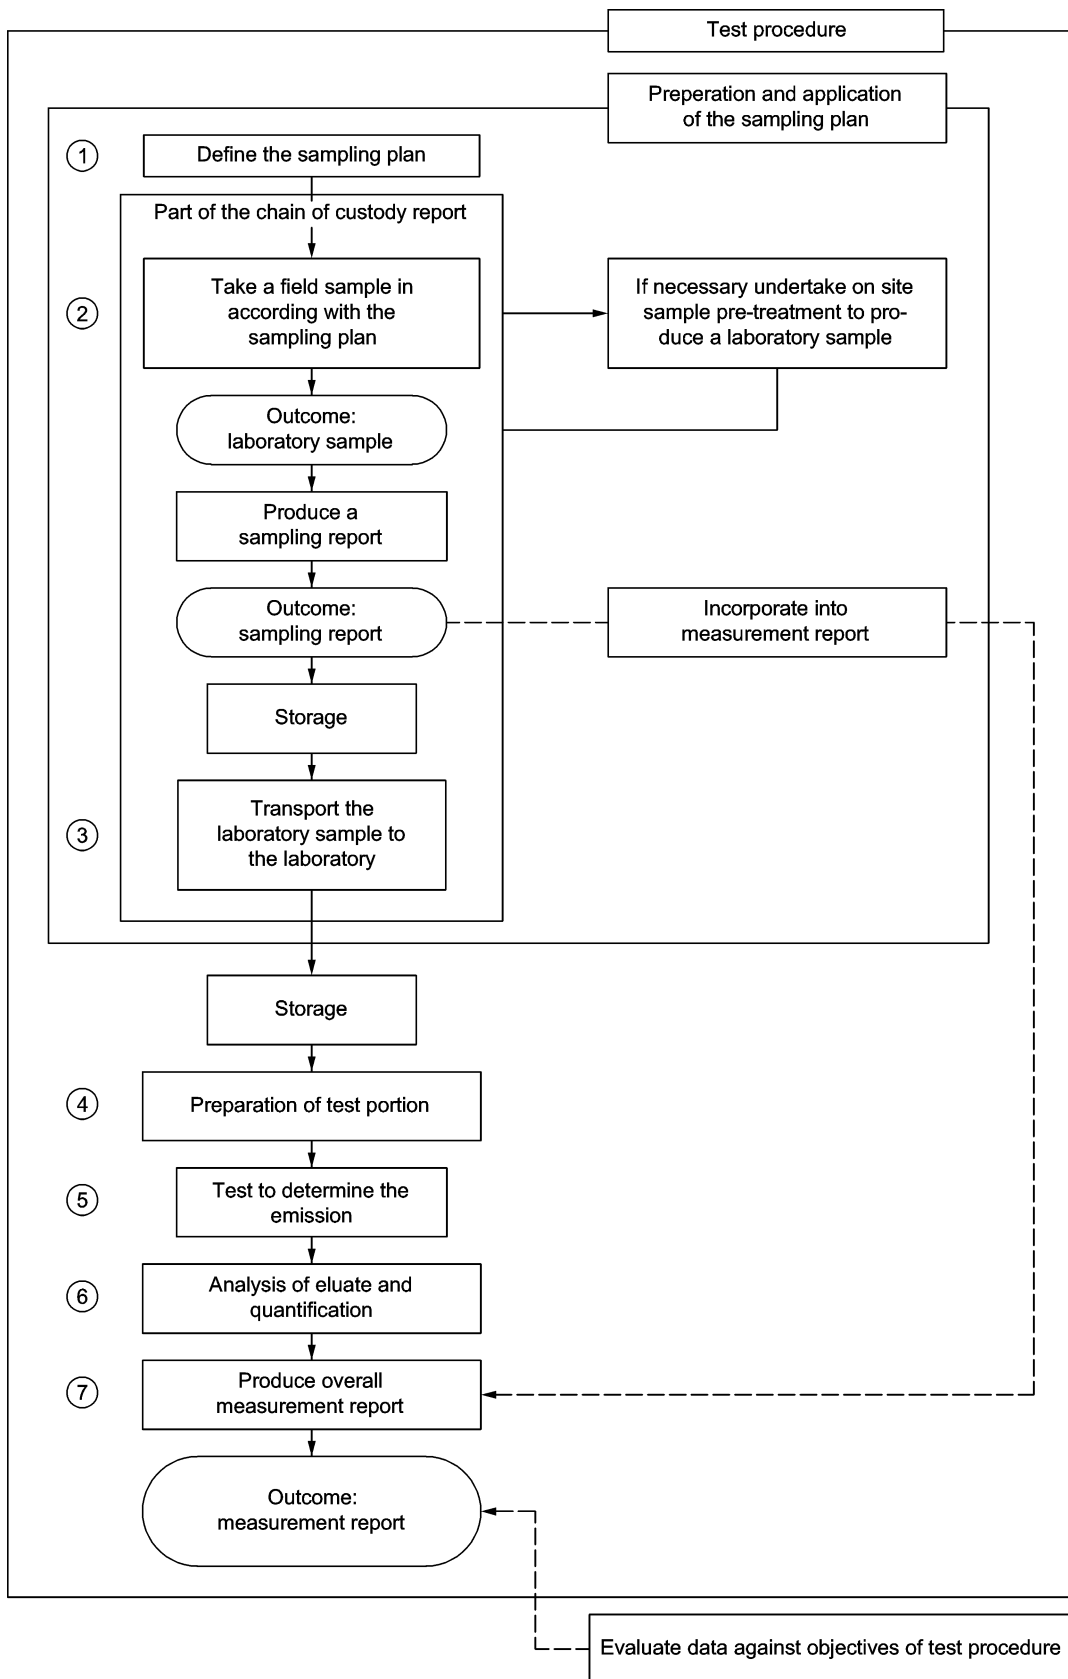 Test procedure
Preperation and application
of the sampling plan
1
Define the sampling plan
Part of the chain of custody report
2
Take a field sample in
according with the
sampling plan
If necessary undertake on site
sample pre-treatment to pro-
duce a laboratory sample
Outcome:
laboratory sample
Produce a
sampling report
Outcome:
sampling report
Incorporate into
measurement report
Storage
3
Transport the
laboratory sample to
the laboratory
Storage
4
Preparation of test portion
5
Test to determine the
emission
6
Analysis of eluate and
quantification
7
Produce overall
measurement report
Outcome:
measurement report
Evaluate data against objectives of test procedure